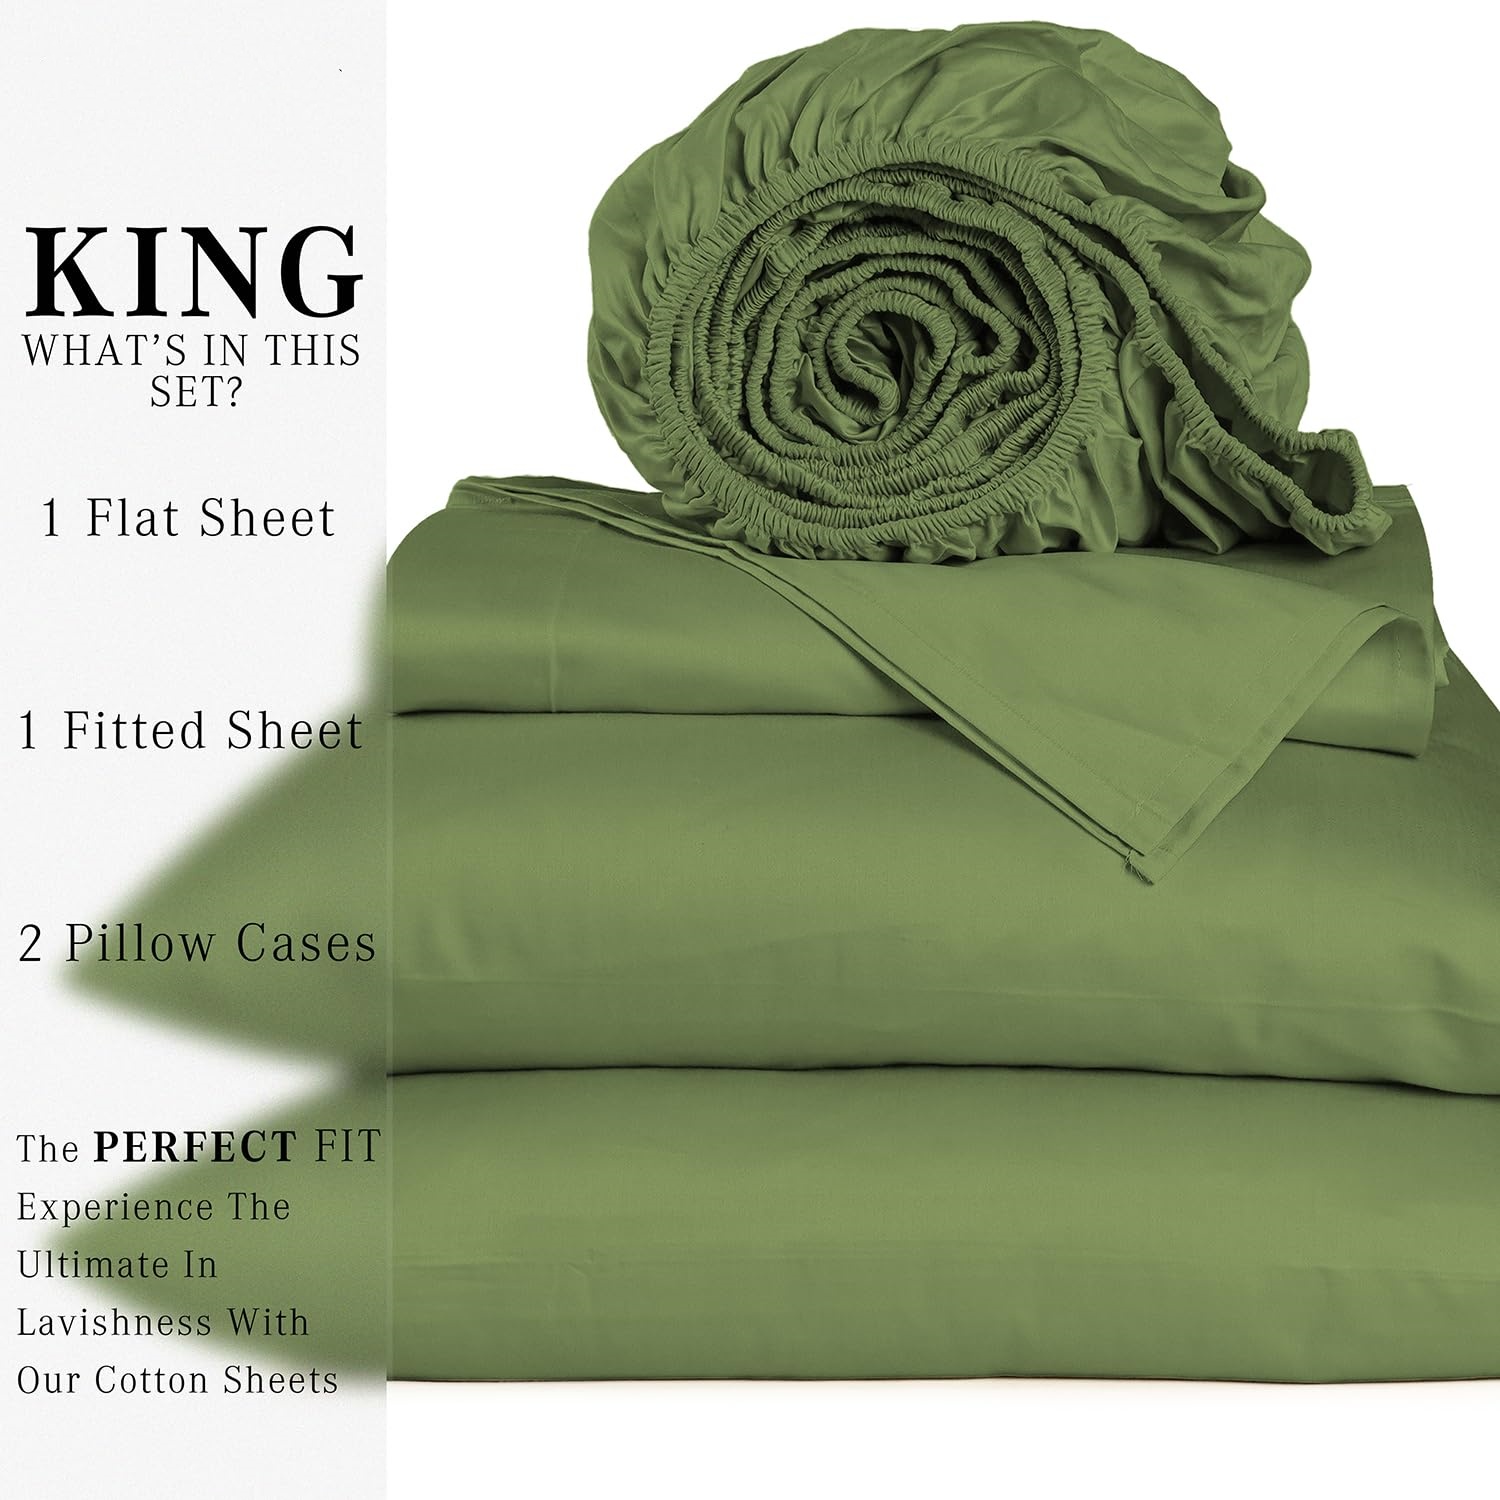 KING
WHAT'S IN THIS
SET?
1 Flat Sheet
1 Fitted Sheet
2 Pillow Cases
The PERFECT FIT
Experience The
Ultimate In
Lavishness With
Our Cotton Sheets